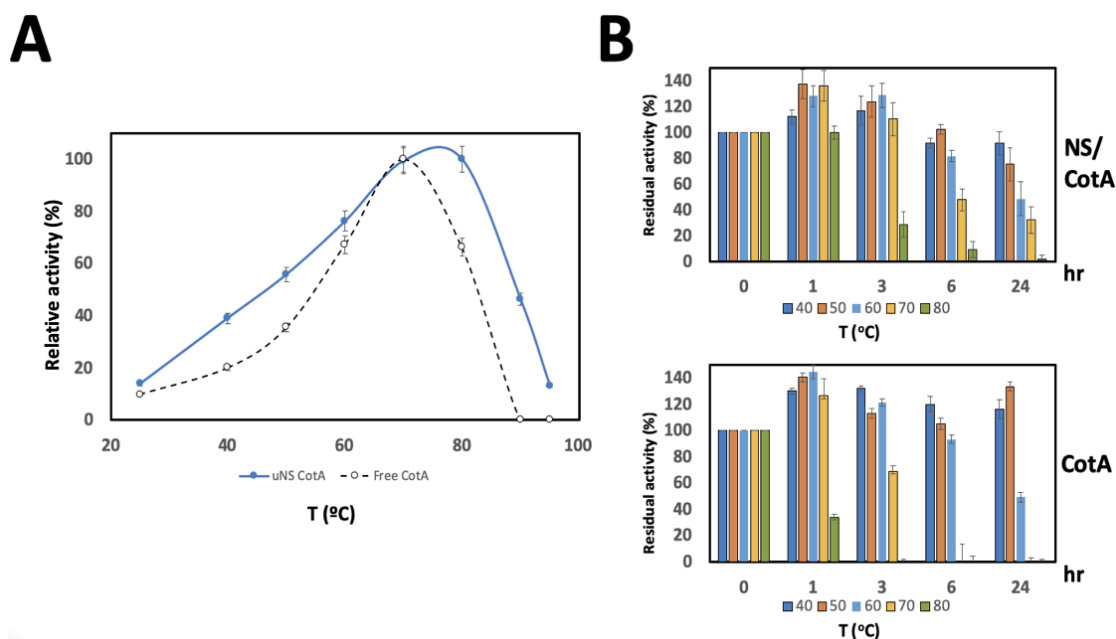 A
Relative activity (%)
100
80
60
40
20
0
20 40 60 80 100
uNS CotA Free CotA
T (ºC)
B
Residual activity (%)
140
120
100
80
60
40
20
0
0 1 3 6 24
hr
NS/
CotA
40 50 60 70 80
T (ºC)
Residual activity (%)
140
120
100
80
60
40
20
0
0 1 3 6 24
hr
CotA
40 50 60 70 80
T (ºC)